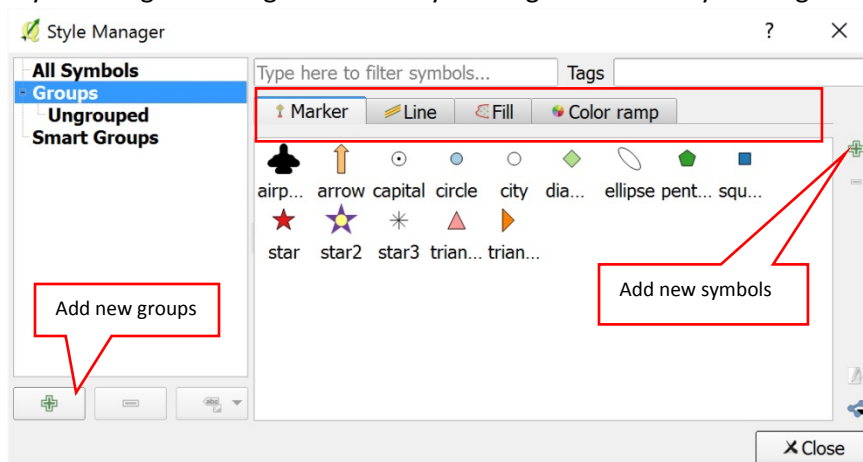 Style Manager ? ×
All Symbols
Groups
Ungrouped
Smart Groups
Type here to filter symbols... Tags
Marker Line Fill Color ramp
airp... arrow capital circle city dia... ellipse pent... squ...
star star2 star3 trian... trian...
Add new groups
Add new symbols
abc
Close